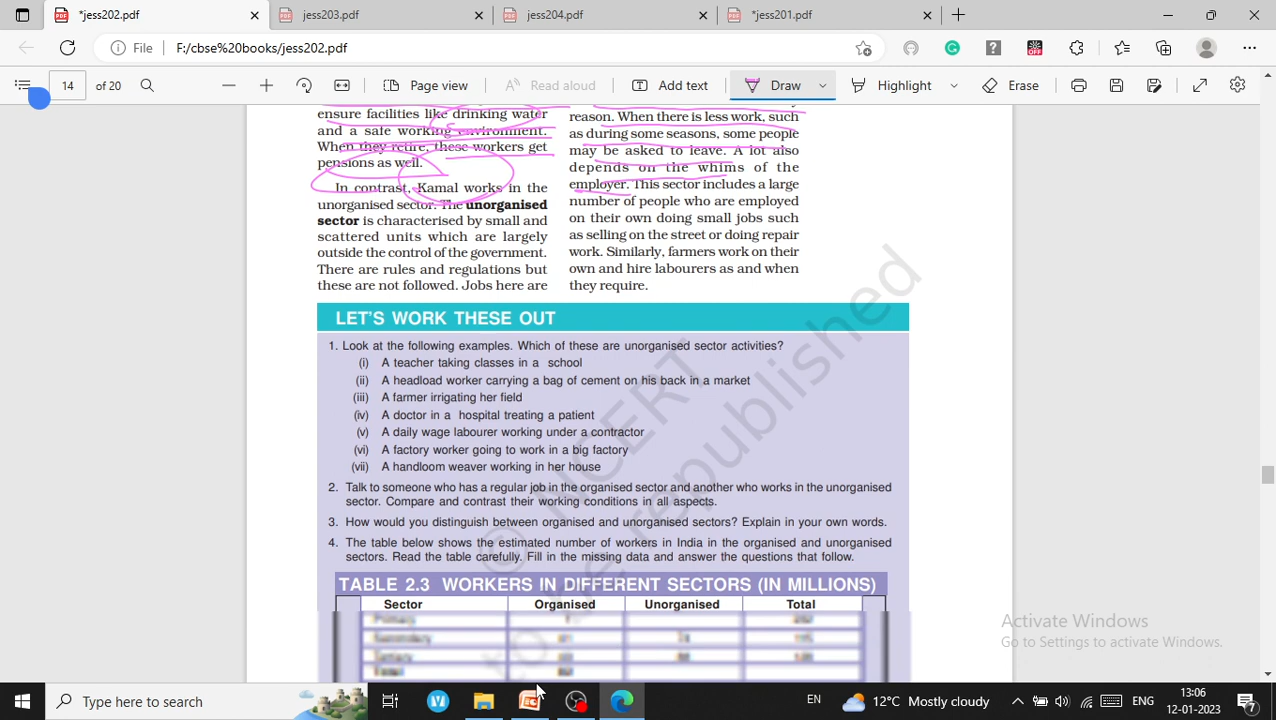 *jess202.pdf
jess203.pdf
jess204.pdf
*jess201.pdf
File
F:/cbse%20books/jess202.pdf
14
of 20
Page view
Read aloud
Add text
Draw
Highlight
Erase
ensure facilities like drinking water
and a safe working environment.
When they retire, these workers get
pensions as well.
In contrast, Kamal works in the
unorganised sector. The unorganised
sector is characterised by small and
scattered units which are largely
outside the control of the government.
There are rules and regulations but
these are not followed. Jobs here are
reason. When there is less work, such
as during some seasons, some people
may be asked to leave. A lot also
depends on the whims of the
employer. This sector includes a large
number of people who are employed
on their own doing small jobs such
as selling on the street or doing repair
work. Similarly, farmers work on their
own and hire labourers as and when
they require.
LET'S WORK THESE OUT
1. Look at the following examples. Which of these are unorganised sector activities?
(i) A teacher taking classes in a school
(ii) A headload worker carrying a bag of cement on his back in a market
(iii) A farmer irrigating her field
(iv) A doctor in a hospital treating a patient
(v) A daily wage labourer working under a contractor
(vi) A factory worker going to work in a big factory
(vii) A handloom weaver working in her house
2. Talk to someone who has a regular job in the organised sector and another who works in the unorganised
sector. Compare and contrast their working conditions in all aspects.
3. How would you distinguish between organised and unorganised sectors? Explain in your own words.
4. The table below shows the estimated number of workers in India in the organised and unorganised
sectors. Read the table carefully. Fill in the missing data and answer the questions that follow.
TABLE 2.3 WORKERS IN DIFFERENT SECTORS (IN MILLIONS)
Sector Organised Unorganised Total
Primary
Secondary
Tertiary
Total
© NCERT
to be republished
Activate Windows
Go to Settings to activate Windows.
Type here to search
EN
12°C Mostly cloudy
ENG
13:06
12-01-2023
7